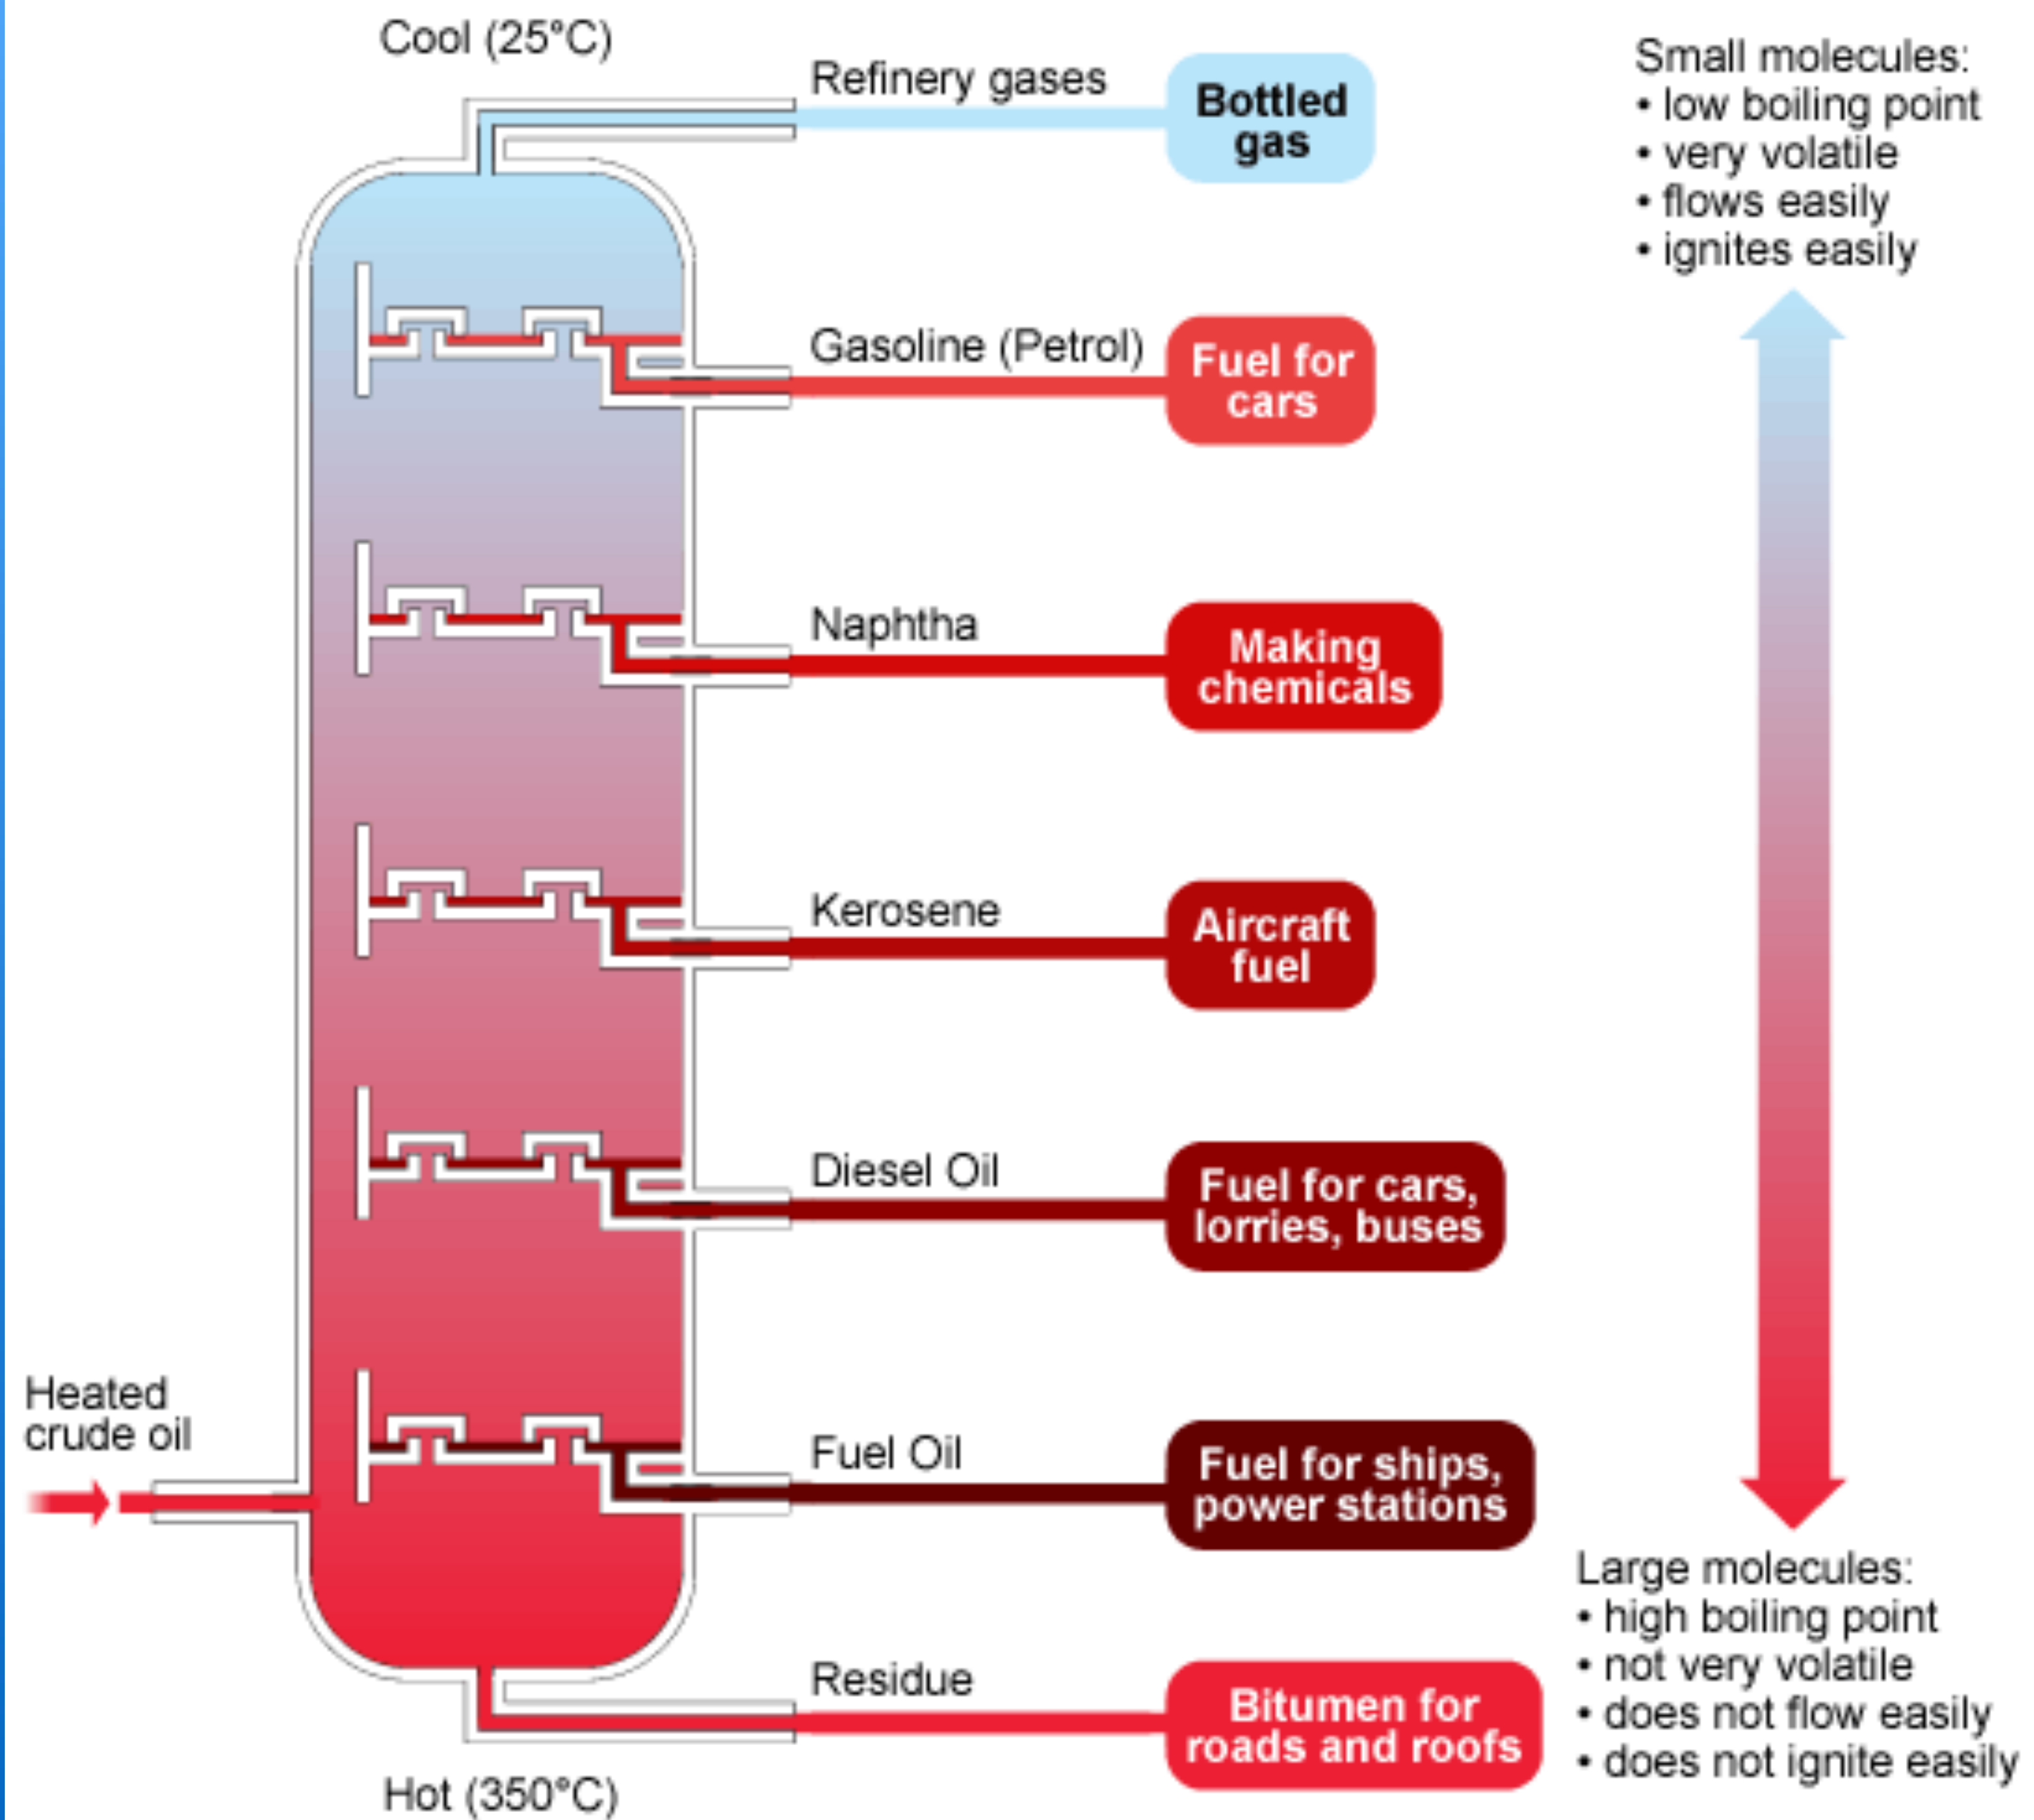 Cool (25°C)
Refinery gases
Bottled
gas
Small molecules:
• low boiling point
• very volatile
• flows easily
• ignites easily
Gasoline (Petrol)
Fuel for
cars
Naphtha
Making
chemicals
Kerosene
Aircraft
fuel
Diesel Oil
Fuel for cars,
lorries, buses
Heated
crude oil
Fuel Oil
Fuel for ships,
power stations
Large molecules:
• high boiling point
• not very volatile
• does not flow easily
• does not ignite easily
Residue
Bitumen for
roads and roofs
Hot (350°C)